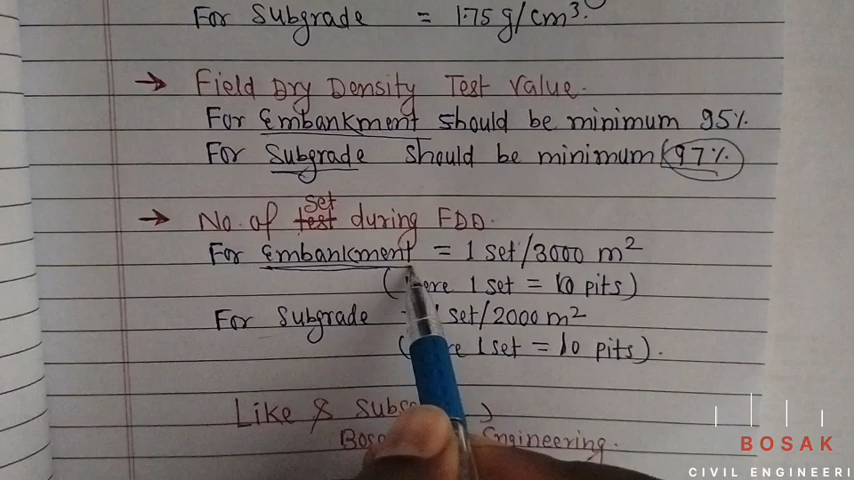 For Subgrade = 1.75 g/cm³.
→ Field Dry Density Test Value.
For Embankment should be minimum 95%
For Subgrade should be minimum 97%.
set
→ No. of test during FDD.
For Embankment = 1 set/3000 m²
1 set = 10 pits)
For Subgrade set/2000 m²
1 set = 10 pits).
Like &
Engineering.
BOSAK
CIVIL ENGINEERI